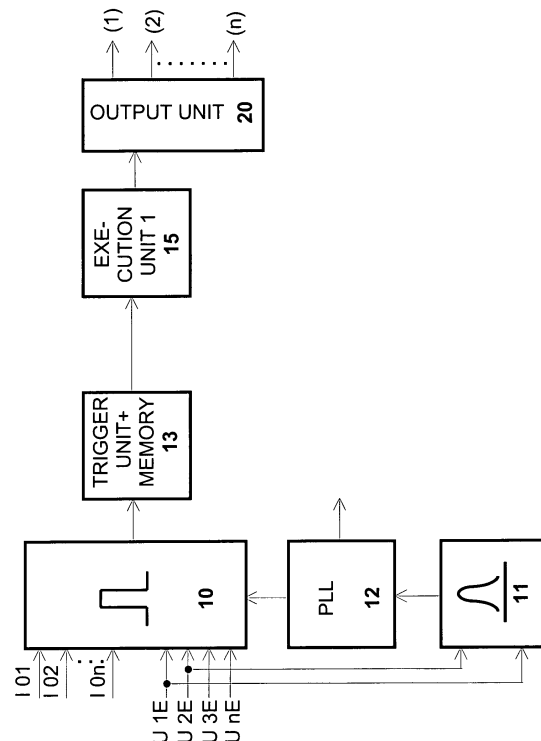 I 01
I 02
I 0n
U 1E
U 2E
U 3E
U nE
10
PLL
12
11
TRIGGER
UNIT+
MEMORY
13
EXE-
CUTION
UNIT 1
15
OUTPUT UNIT
20
(1)
(2)
(n)